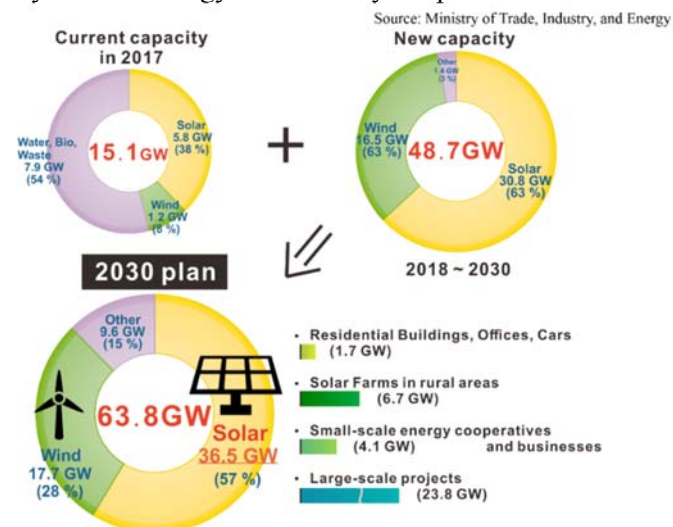 Source: Ministry of Trade, Industry, and Energy
Current capacity
in 2017
Solar
5.8 GW
(38 %)
Water, Bio,
Waste
7.9 GW
(54 %)
15.1GW
Wind
1.2 GW
(8 %)
+
New capacity
Other
1.4 GW
(3 %)
Wind
16.5 GW
(63 %)
48.7GW
Solar
30.8 GW
(63 %)
2018 ~ 2030
2030 plan
Other
9.6 GW
(15 %)
63.8GW
Solar
36.5 GW
(57 %)
Wind
17.7 GW
(28 %)
• Residential Buildings, Offices, Cars
(1.7 GW)
• Solar Farms in rural areas
(6.7 GW)
• Small-scale energy cooperatives
(4.1 GW) and businesses
• Large-scale projects
(23.8 GW)